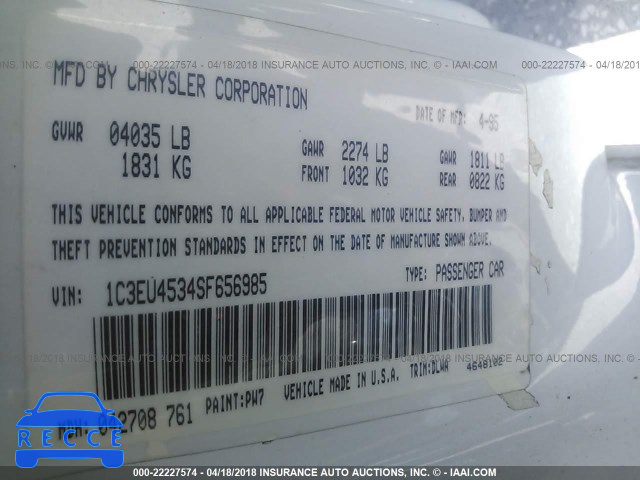 000-22227574 - 04/18/2018 INSURANCE AUTO AUCTIONS, INC. - IAAI.COM
MFD BY CHRYSLER CORPORATION
DATE OF MFD: 4-95
GVWR 04035 LB GAWR 2274 LB GAWR 1811 LB
1831 KG FRONT 1032 KG REAR 0822 KG
THIS VEHICLE CONFORMS TO ALL APPLICABLE FEDERAL MOTOR VEHICLE SAFETY, BUMPER AND
THEFT PREVENTION STANDARDS IN EFFECT ON THE DATE OF MANUFACTURE SHOWN ABOVE.
VIN: 1C3EU4534SF656985 TYPE: PASSENGER CAR
MDH: 042708 761 PAINT:PW7 VEHICLE MADE IN U.S.A. TRIM:DLWA 4648102
000-22227574 - 04/18/2018 INSURANCE AUTO AUCTIONS, INC. - IAAI.COM